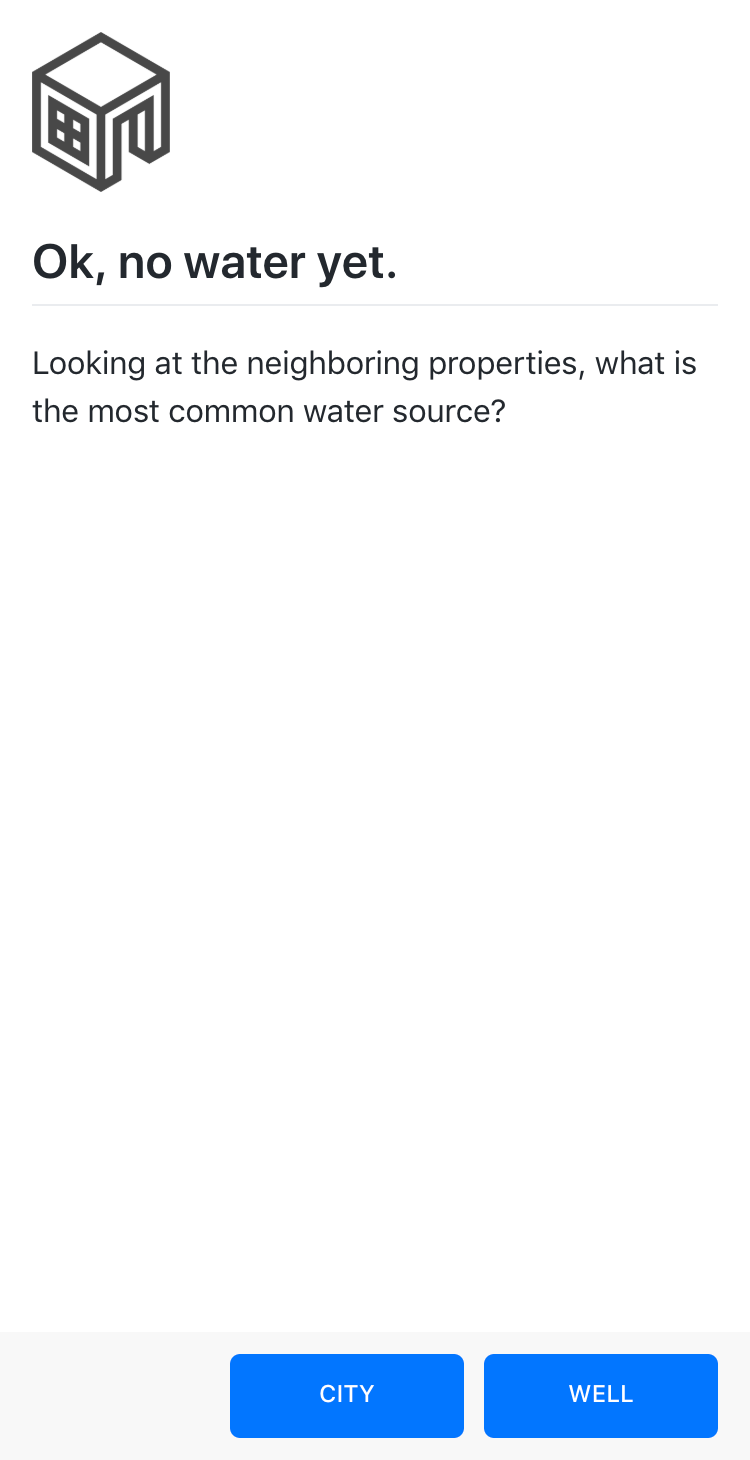 Ok, no water yet.
Looking at the neighboring properties, what is
the most common water source?
CITY
WELL